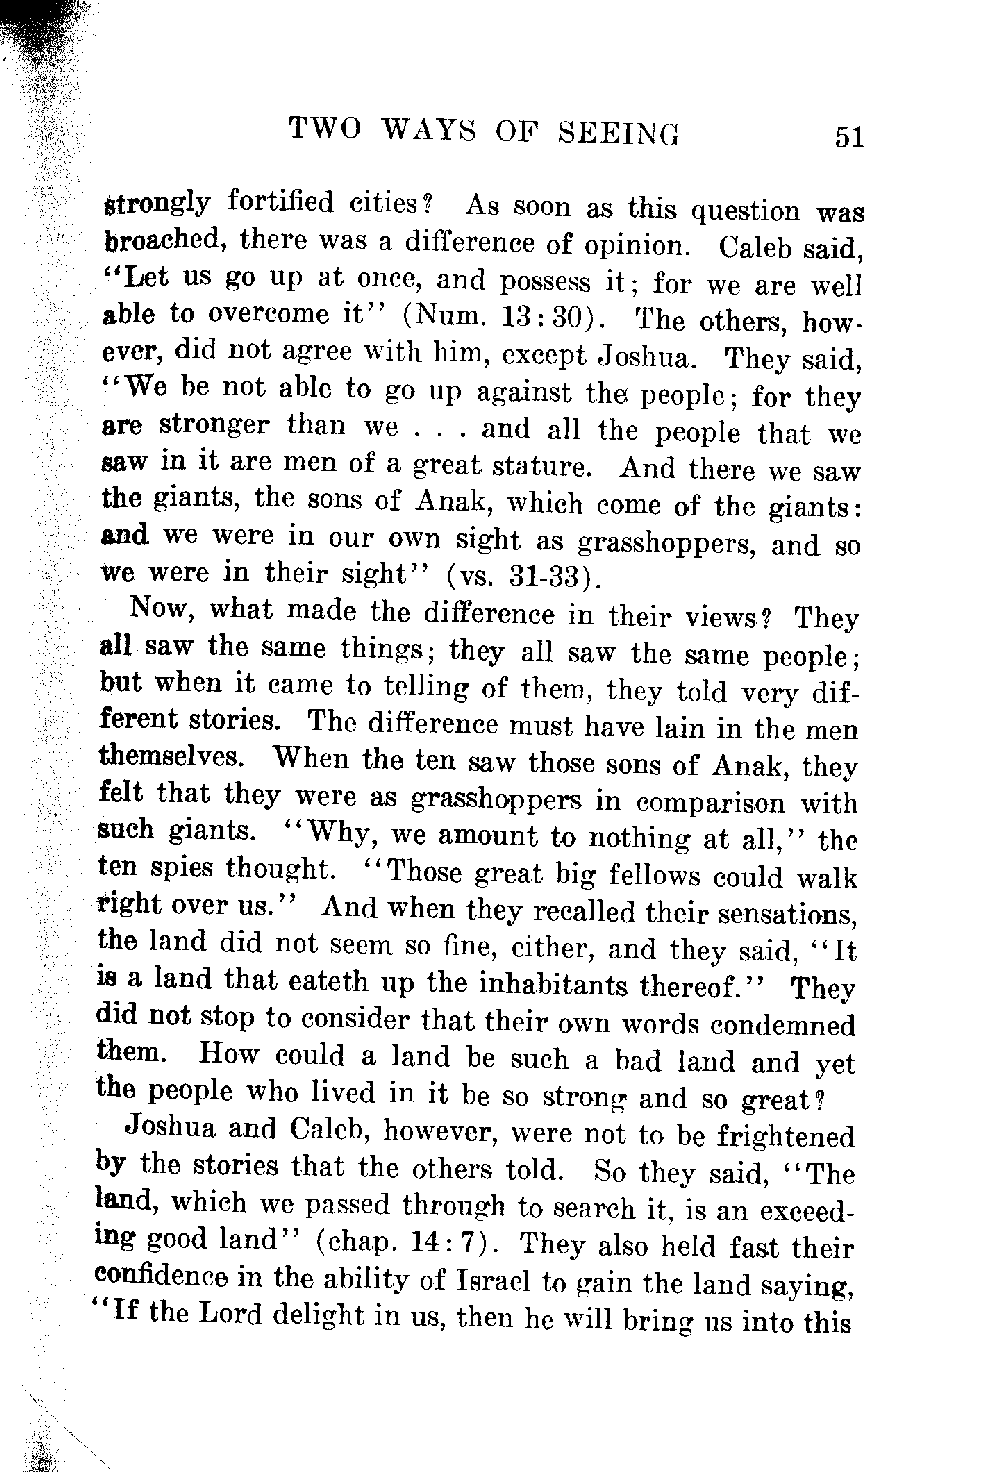 TWO WAYS OF SEEING 51
strongly fortified cities? As soon as this question was
broached, there was a difference of opinion. Caleb said,
"Let us go up at once, and possess it; for we are well
able to overcome it" (Num. 13:30). The others, how-
ever, did not agree with him, except Joshua. They said,
"We be not able to go up against the people; for they
are stronger than we . . . and all the people that we
saw in it are men of a great stature. And there we saw
the giants, the sons of Anak, which come of the giants:
and we were in our own sight as grasshoppers, and so
we were in their sight" (vs. 31-33).
Now, what made the difference in their views? They
all saw the same things; they all saw the same people;
but when it came to telling of them, they told very dif-
ferent stories. The difference must have lain in the men
themselves. When the ten saw those sons of Anak, they
felt that they were as grasshoppers in comparison with
such giants. "Why, we amount to nothing at all," the
ten spies thought. "Those great big fellows could walk
right over us." And when they recalled their sensations,
the land did not seem so fine, either, and they said, "It
is a land that eateth up the inhabitants thereof." They
did not stop to consider that their own words condemned
them. How could a land be such a bad land and yet
the people who lived in it be so strong and so great?
Joshua and Caleb, however, were not to be frightened
by the stories that the others told. So they said, "The
land, which we passed through to search it, is an exceed-
ing good land" (chap. 14:7). They also held fast their
confidence in the ability of Israel to gain the land saying,
"If the Lord delight in us, then he will bring us into this